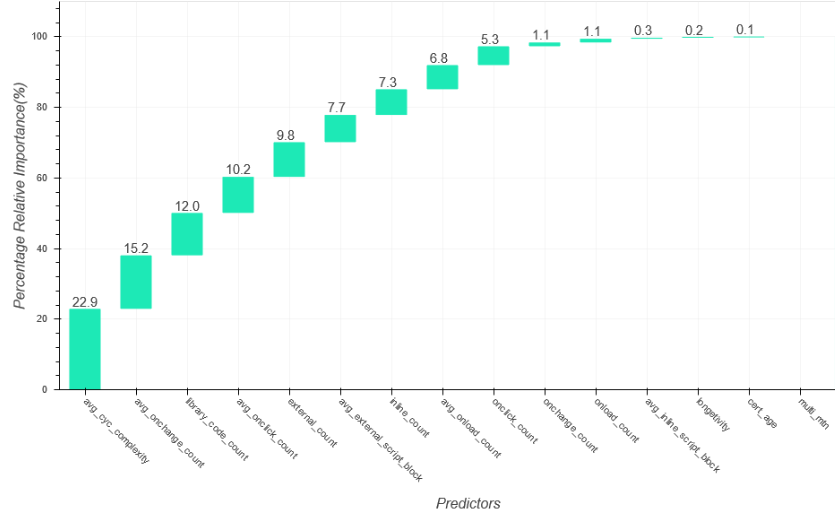 Percentage Relative Importance(%)
100
80
60
40
20
0
22.9
15.2
12.0
10.2
9.8
7.7
7.3
6.8
5.3
1.1
1.1
0.3
0.2
0.1
avg_cyc_complexity
avg_onchange_count
library_code_count
avg_onclick_count
external_count
avg_external_script_block
inline_count
avg_onload_count
onclick_count
onchange_count
onload_count
avg_inline_script_block
longetivity
cert_age
multi_mtn
Predictors